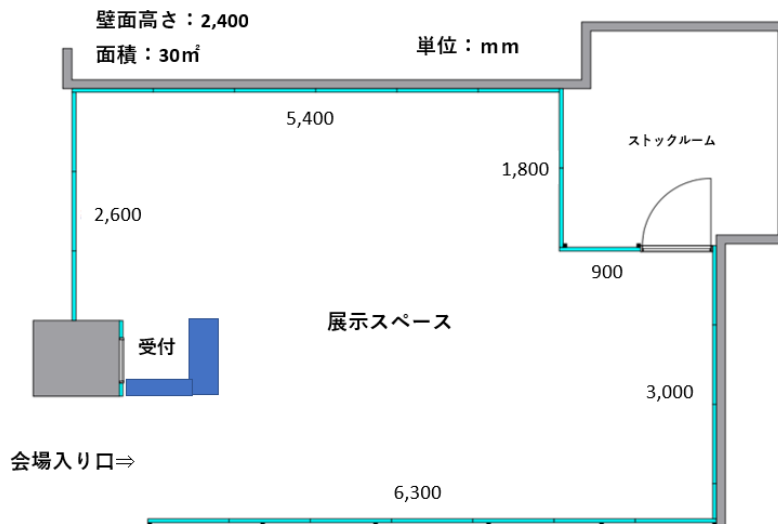 壁面高さ：2,400
面積：30㎡
単位：ｍｍ
5,400
ストックルーム
1,800
2,600
900
展示スペース
受付
3,000
会場入り口⇒
6,300